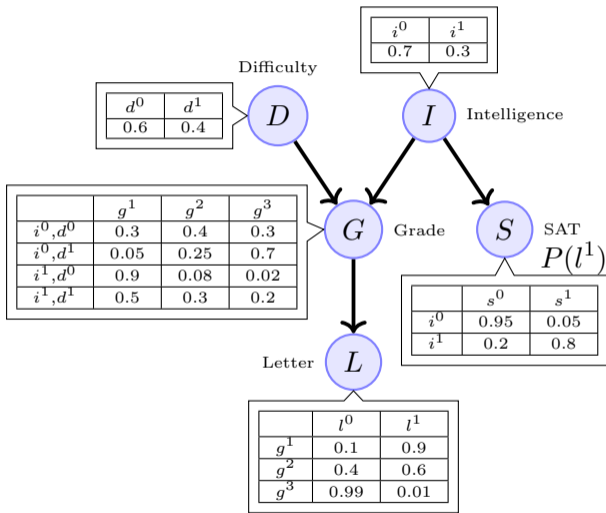 i⁰ i¹
0.7 0.3
Difficulty
d⁰ d¹
0.6 0.4
D
I
Intelligence
g¹ g² g³
i⁰,d⁰ 0.3 0.4 0.3
i⁰,d¹ 0.05 0.25 0.7
i¹,d⁰ 0.9 0.08 0.02
i¹,d¹ 0.5 0.3 0.2
G
Grade
S
SAT
P(l¹)
s⁰ s¹
i⁰ 0.95 0.05
i¹ 0.2 0.8
Letter
L
l⁰ l¹
g¹ 0.1 0.9
g² 0.4 0.6
g³ 0.99 0.01